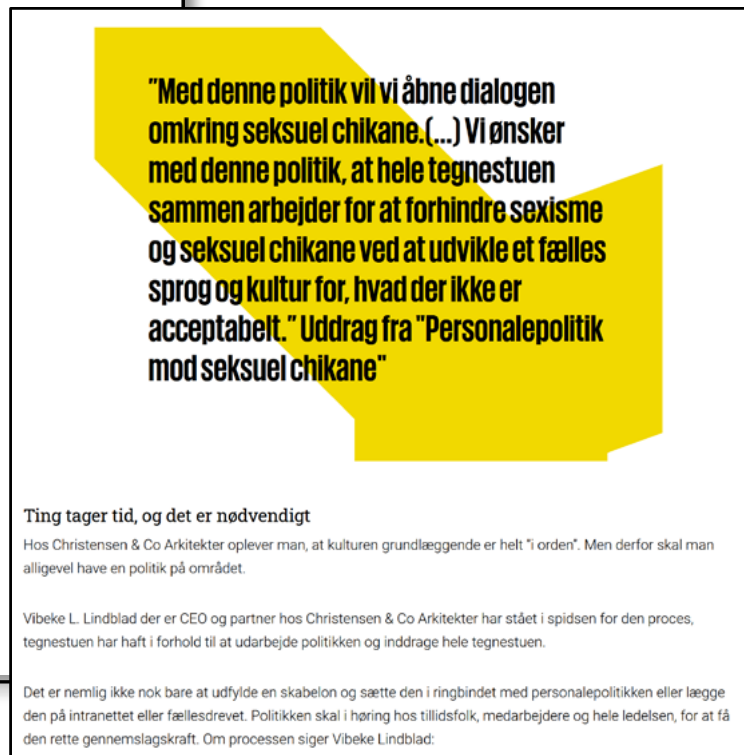 "Med denne politik vil vi åbne dialogen
omkring seksuel chikane.(...) Vi ønsker
med denne politik, at hele tegnestuen
sammen arbejder for at forhindre sexisme
og seksuel chikane ved at udvikle et fælles
sprog og kultur for, hvad der ikke er
acceptabelt." Uddrag fra "Personalepolitik
mod seksuel chikane"
Ting tager tid, og det er nødvendigt
Hos Christensen & Co Arkitekter oplever man, at kulturen grundlæggende er helt "i orden". Men derfor skal man
alligevel have en politik på området.
Vibeke L. Lindblad der er CEO og partner hos Christensen & Co Arkitekter har stået i spidsen for den proces,
tegnestuen har haft i forhold til at udarbejde politikken og inddrage hele tegnestuen.
Det er nemlig ikke nok bare at udfylde en skabelon og sætte den i ringbindet med personalepolitikken eller lægge
den på intranettet eller fællesdrevet. Politikken skal i høring hos tillidsfolk, medarbejdere og hele ledelsen, for at få
den rette gennemslagskraft. Om processen siger Vibeke Lindblad: